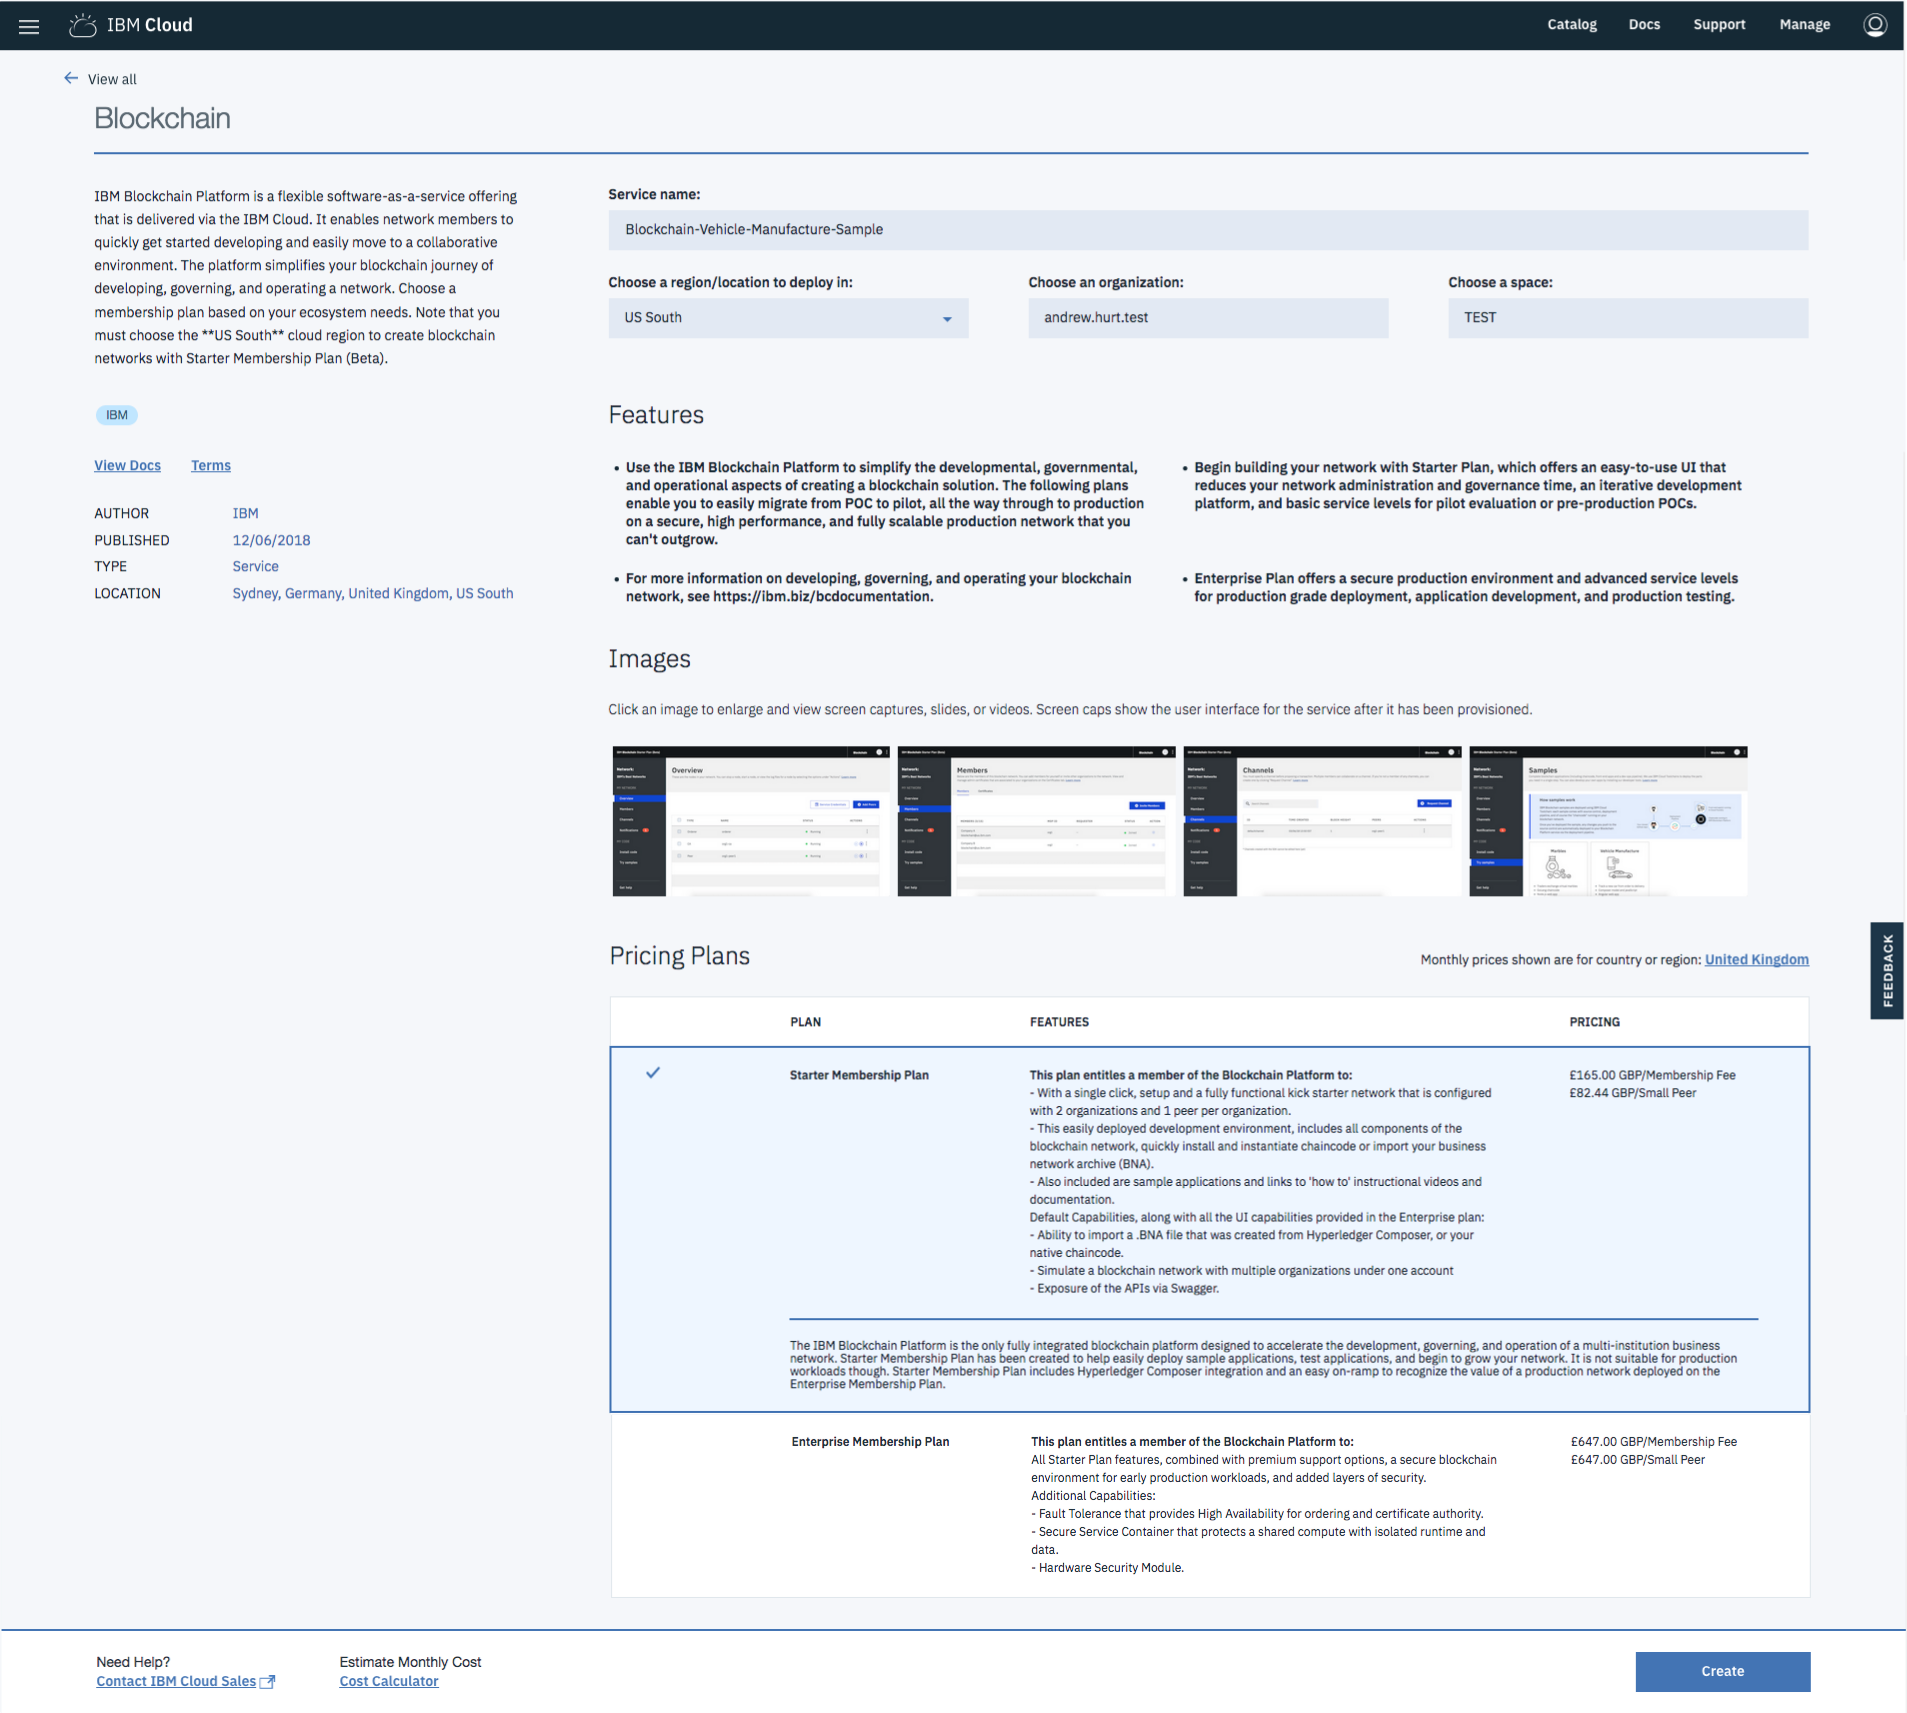 IBM Cloud
Catalog
Docs
Support
Manage
View all
Blockchain
IBM Blockchain Platform is a flexible software-as-a-service offering
that is delivered via the IBM Cloud. It enables network members to
quickly get started developing and easily move to a collaborative
environment. The platform simplifies your blockchain journey of
developing, governing, and operating a network. Choose a
membership plan based on your ecosystem needs. Note that you
must choose the **US South** cloud region to create blockchain
networks with Starter Membership Plan (Beta).
IBM
View Docs
Terms
AUTHOR IBM
PUBLISHED 12/06/2018
TYPE Service
LOCATION Sydney, Germany, United Kingdom, US South
Service name:
Blockchain-Vehicle-Manufacture-Sample
Choose a region/location to deploy in:
US South
Choose an organization:
andrew.hurt.test
Choose a space:
TEST
Features
• Use the IBM Blockchain Platform to simplify the developmental, governmental,
and operational aspects of creating a blockchain solution. The following plans
enable you to easily migrate from POC to pilot, all the way through to production
on a secure, high performance, and fully scalable production network that you
can't outgrow.
• Begin building your network with Starter Plan, which offers an easy-to-use UI that
reduces your network administration and governance time, an iterative development
platform, and basic service levels for pilot evaluation or pre-production POCs.
• For more information on developing, governing, and operating your blockchain
network, see https://ibm.biz/bcdocumentation.
• Enterprise Plan offers a secure production environment and advanced service levels
for production grade deployment, application development, and production testing.
Images
Click an image to enlarge and view screen captures, slides, or videos. Screen caps show the user interface for the service after it has been provisioned.
Overview
Members
Channels
Samples
How samples work
Marbles
Vehicle Manufacture
Pricing Plans
Monthly prices shown are for country or region: United Kingdom
FEEDBACK
PLAN FEATURES PRICING
Starter Membership Plan
This plan entitles a member of the Blockchain Platform to:
- With a single click, setup and a fully functional kick starter network that is configured
with 2 organizations and 1 peer per organization.
- This easily deployed development environment, includes all components of the
blockchain network, quickly install and instantiate chaincode or import your business
network archive (BNA).
- Also included are sample applications and links to 'how to' instructional videos and
documentation.
Default Capabilities, along with all the UI capabilities provided in the Enterprise plan:
- Ability to import a .BNA file that was created from Hyperledger Composer, or your
native chaincode.
- Simulate a blockchain network with multiple organizations under one account
- Exposure of the APIs via Swagger.
£165.00 GBP/Membership Fee
£82.44 GBP/Small Peer
The IBM Blockchain Platform is the only fully integrated blockchain platform designed to accelerate the development, governing, and operation of a multi-institution business
network. Starter Membership Plan has been created to help easily deploy sample applications, test applications, and begin to grow your network. It is not suitable for production
workloads though. Starter Membership Plan includes Hyperledger Composer integration and an easy on-ramp to recognize the value of a production network deployed on the
Enterprise Membership Plan.
Enterprise Membership Plan
This plan entitles a member of the Blockchain Platform to:
All Starter Plan features, combined with premium support options, a secure blockchain
environment for early production workloads, and added layers of security.
Additional Capabilities:
- Fault Tolerance that provides High Availability for ordering and certificate authority.
- Secure Service Container that protects a shared compute with isolated runtime and
data.
- Hardware Security Module.
£647.00 GBP/Membership Fee
£647.00 GBP/Small Peer
Need Help?
Contact IBM Cloud Sales
Estimate Monthly Cost
Cost Calculator
Create